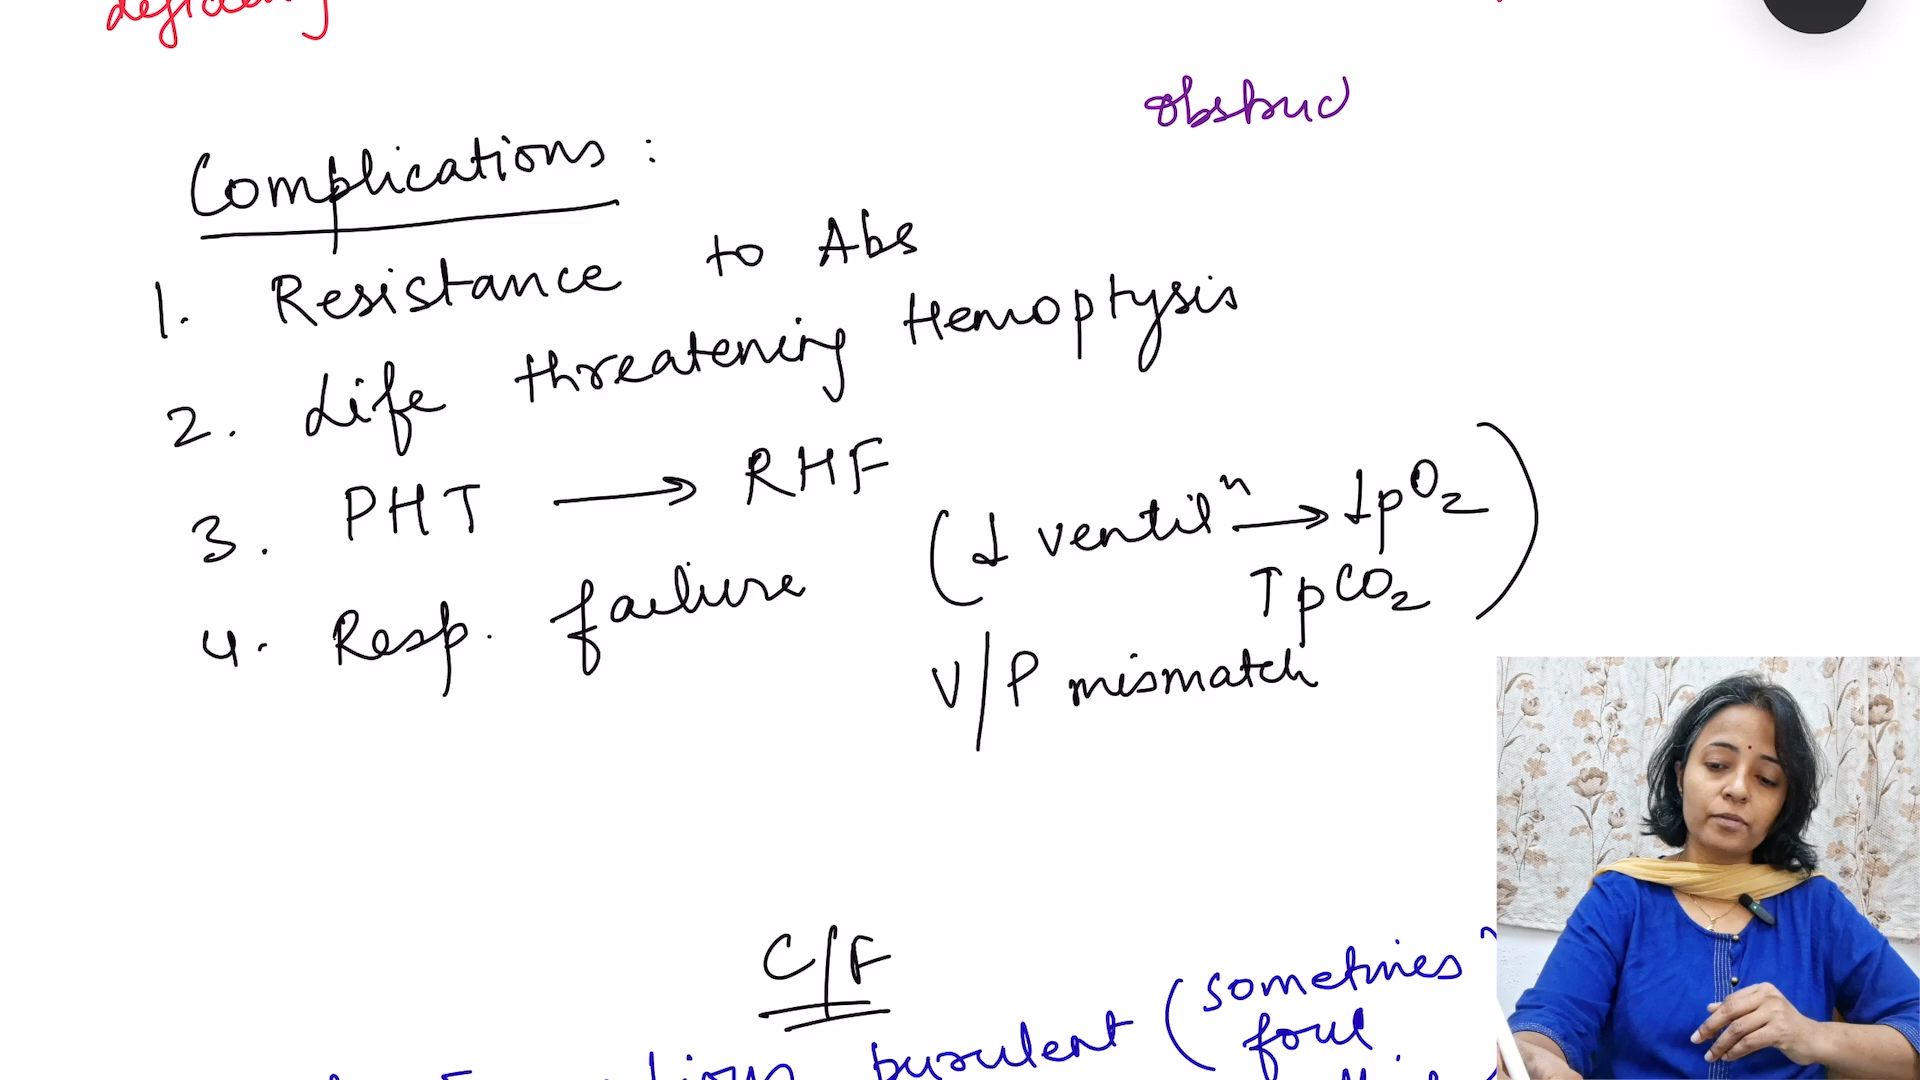 obstruc
Complications :
1. Resistance to Abs
2. Life threatening Hemoptysis
3. PHT → RHF
4. Resp. failure (↓ ventilⁿ → ↓pO₂
↑pCO₂)
V/P mismatch
C/F
purulent (sometimes
foul